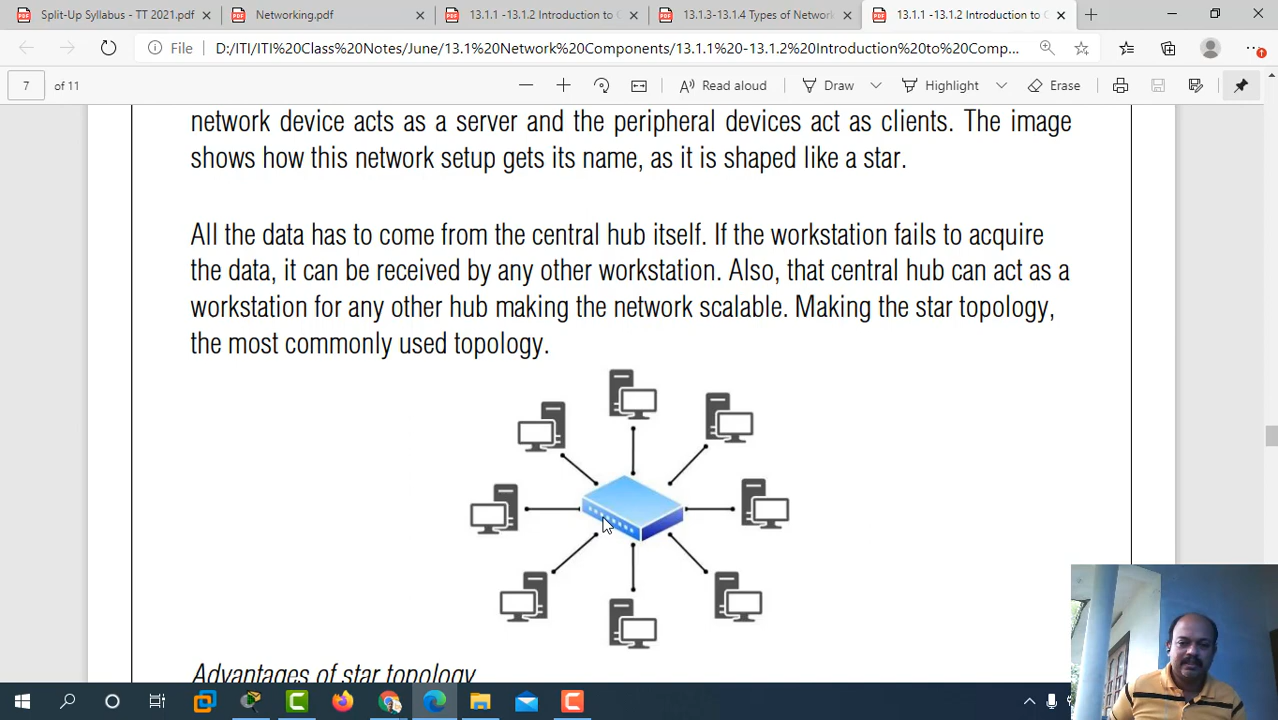 Split-Up Syllabus - TT 2021.pdf
Networking.pdf
13.1.1 -13.1.2 Introduction to
13.1.3-13.1.4 Types of Network
13.1.1 -13.1.2 Introduction to
File
D:/ITI/ITI%20Class%20Notes/June/13.1%20Network%20Components/13.1.1%20-13.1.2%20Introduction%20to%20Comp...
7 of 11
Read aloud
Draw
Highlight
Erase
network device acts as a server and the peripheral devices act as clients. The image
shows how this network setup gets its name, as it is shaped like a star.
All the data has to come from the central hub itself. If the workstation fails to acquire
the data, it can be received by any other workstation. Also, that central hub can act as a
workstation for any other hub making the network scalable. Making the star topology,
the most commonly used topology.
Advantages of star topology